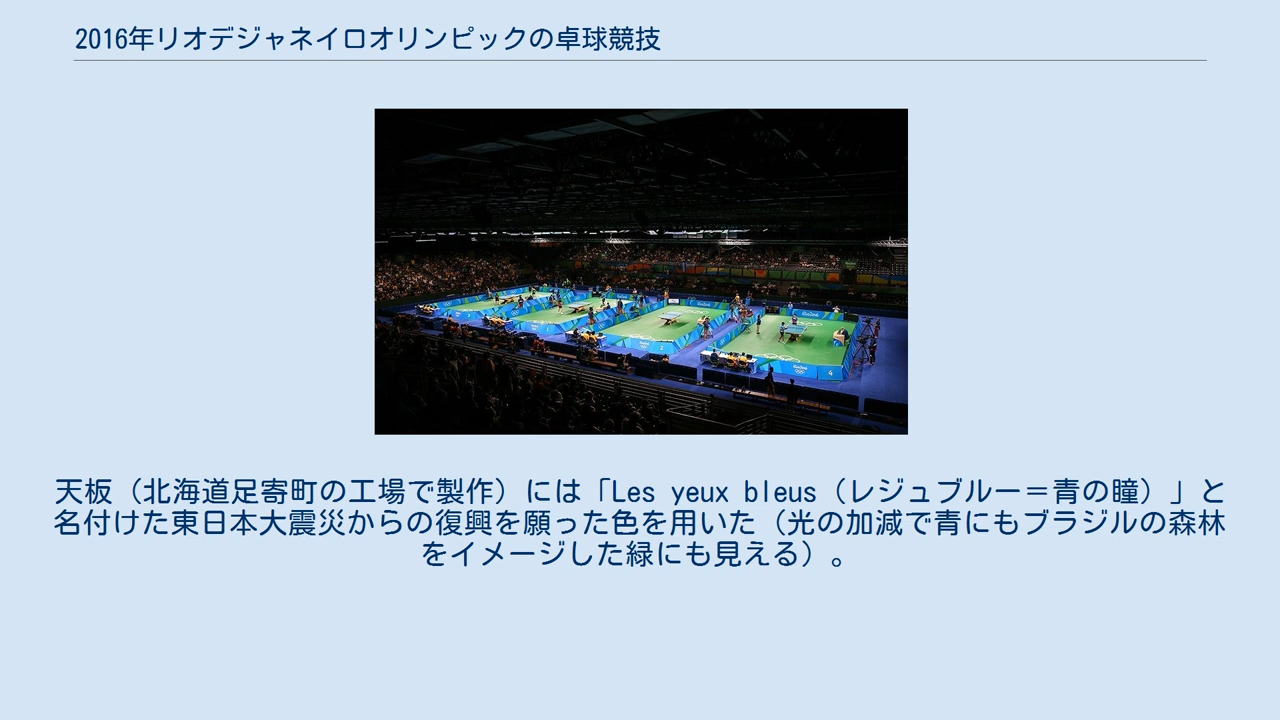 2016年リオデジャネイロオリンピックの卓球競技
4
天板（北海道足寄町の工場で製作）には「Les yeux bleus（レジュブルー＝青の瞳）」と
名付けた東日本大震災からの復興を願った色を用いた（光の加減で青にもブラジルの森林
をイメージした緑にも見える）。